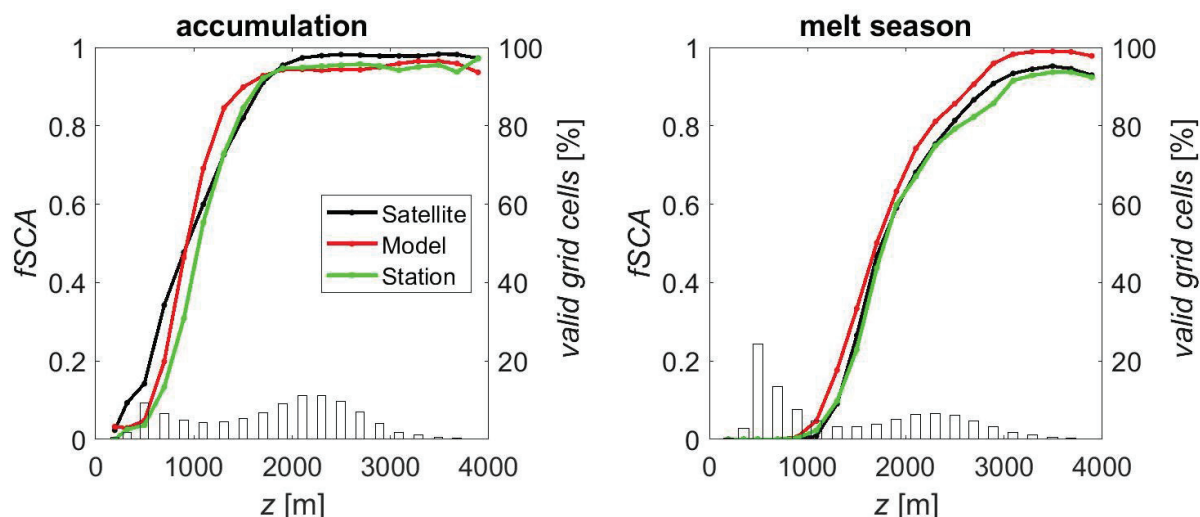 accumulation
1
0.8
0.6
0.4
0.2
0
fSCA
100
80
60
40
20
valid grid cells [%]
Satellite
Model
Station
0 1000 2000 3000 4000
z [m]
melt season
1
0.8
0.6
0.4
0.2
0
fSCA
100
80
60
40
20
valid grid cells [%]
0 1000 2000 3000 4000
z [m]